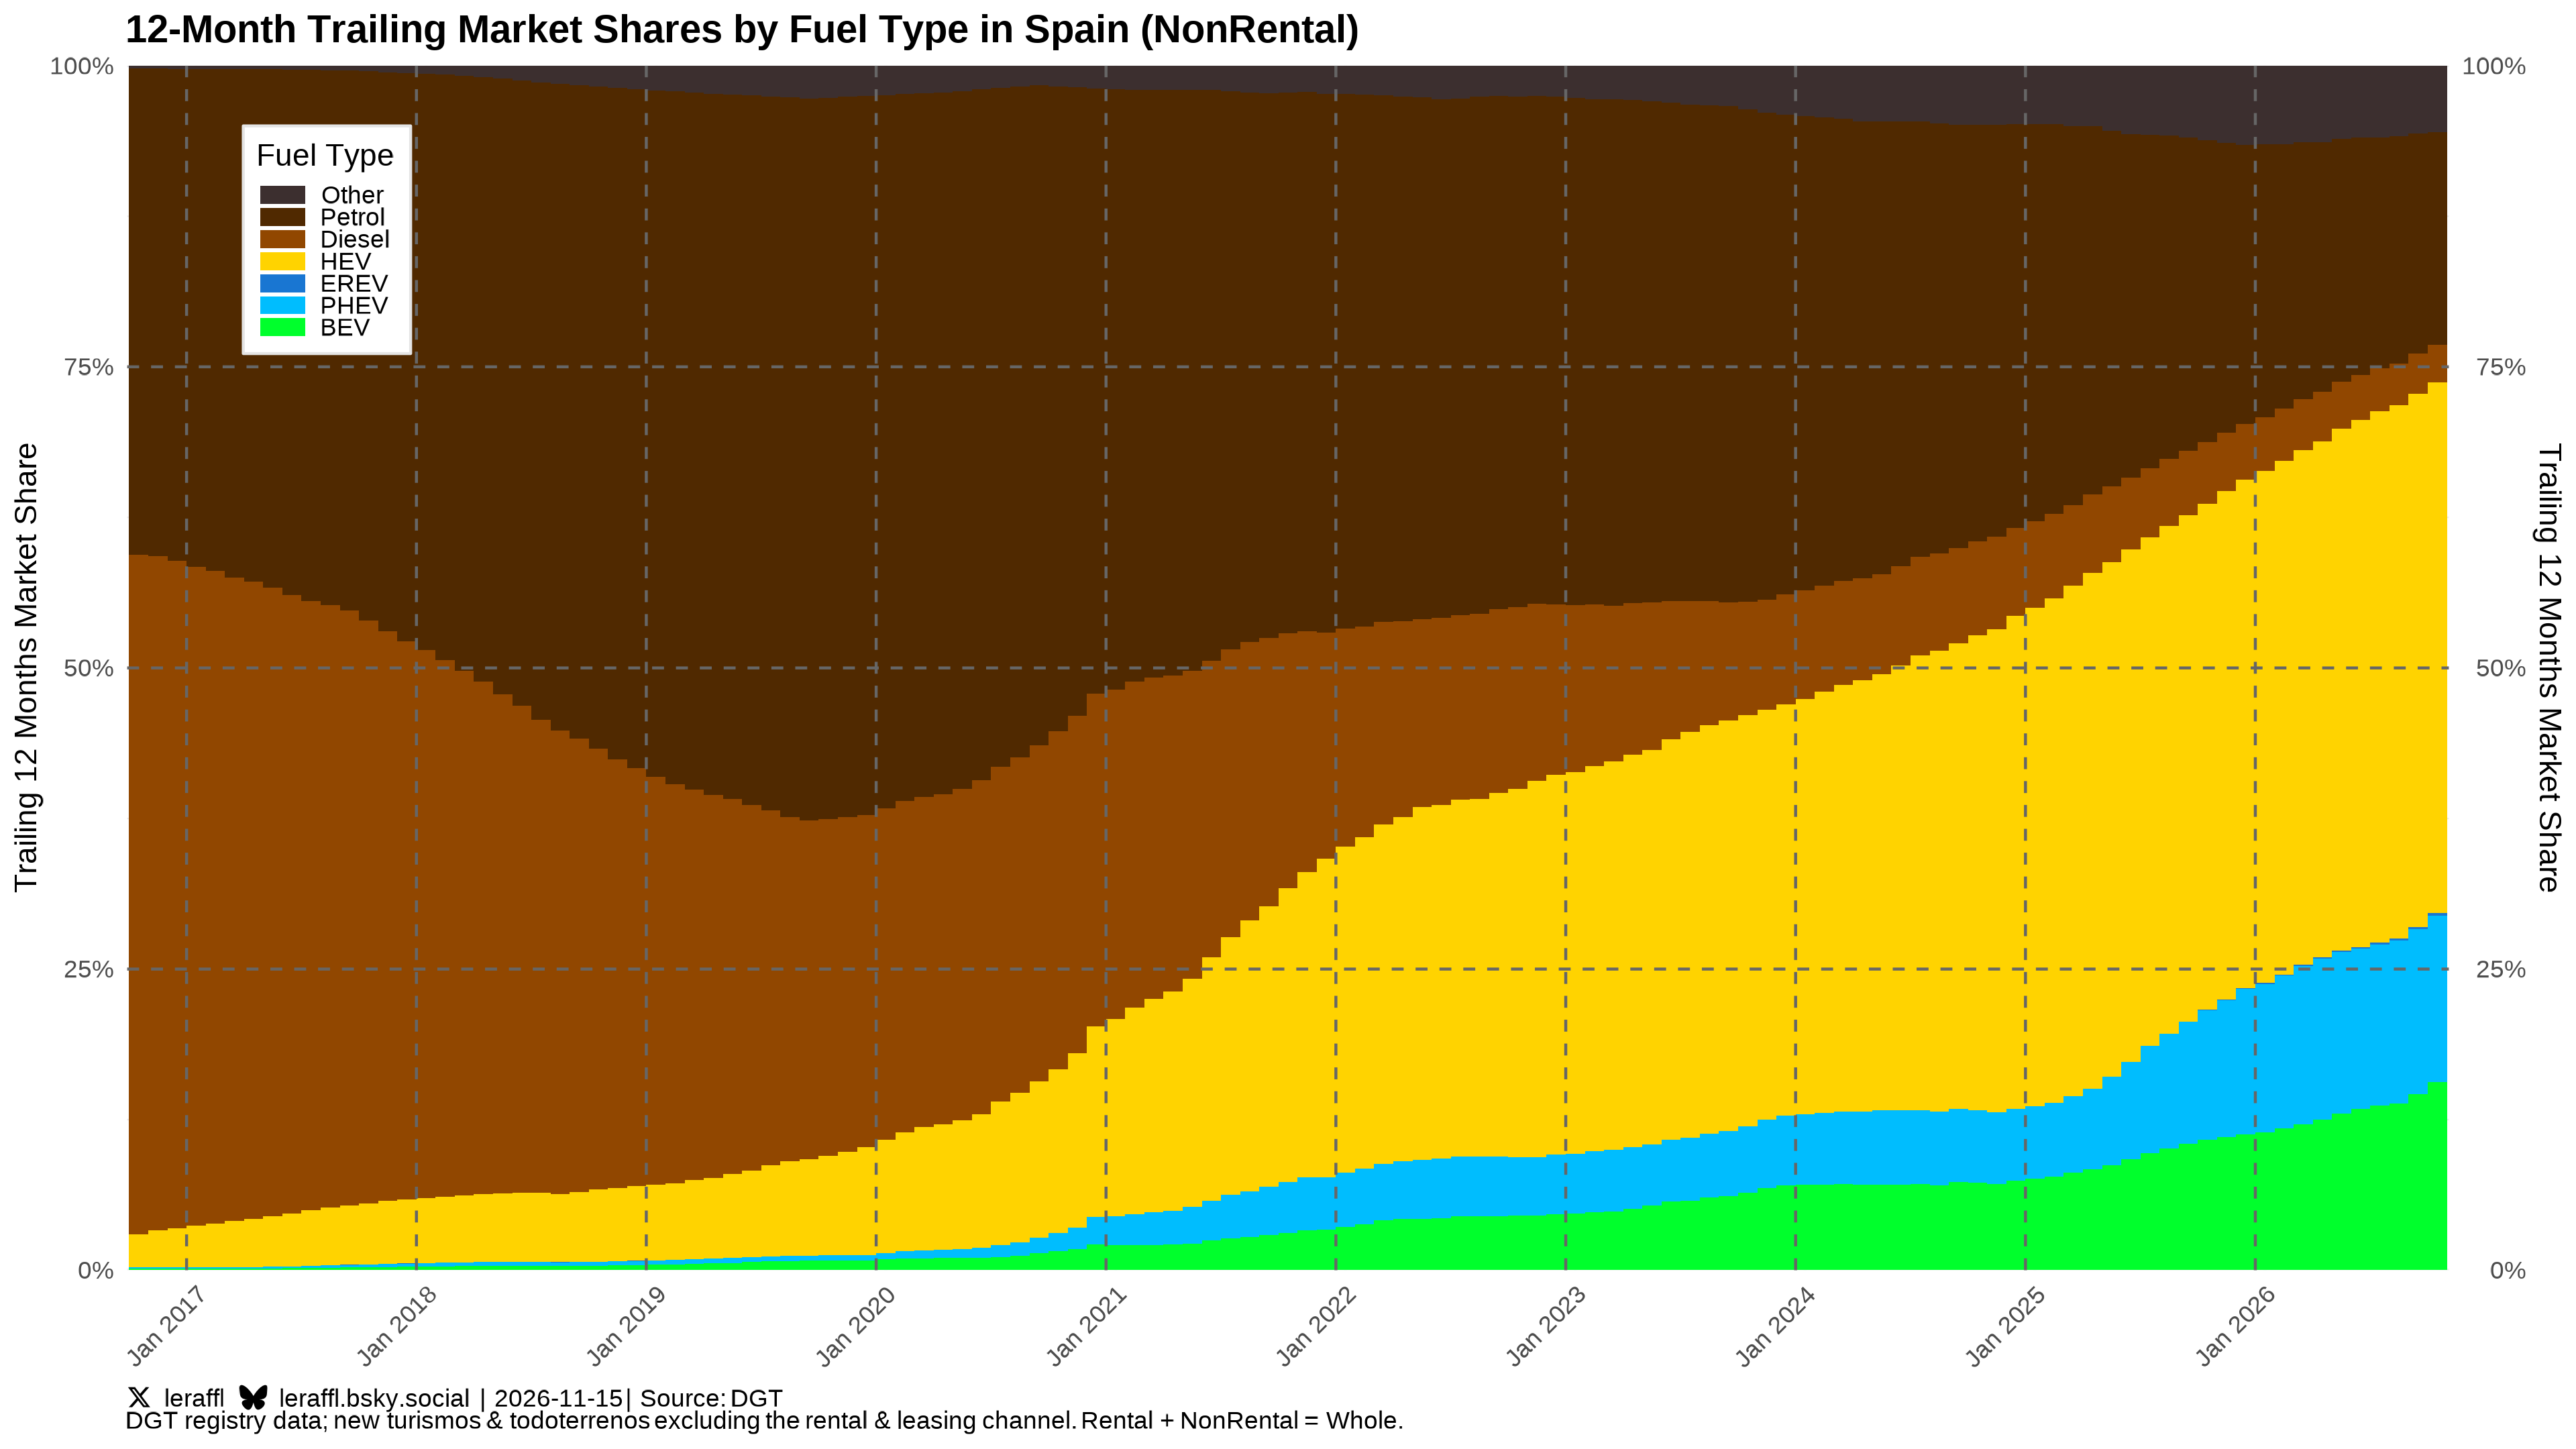 12-Month Trailing Market Shares by Fuel Type in Spain (NonRental)
100%
75%
50%
25%
0%
100%
75%
50%
25%
0%
Trailing 12 Months Market Share
Trailing 12 Months Market Share
Fuel Type
Other
Petrol
Diesel
HEV
EREV
PHEV
BEV
Jan 2017
Jan 2018
Jan 2019
Jan 2020
Jan 2021
Jan 2022
Jan 2023
Jan 2024
Jan 2025
Jan 2026
leraffl leraffl.bsky.social | 2026-11-15| Source: DGT
DGT registry data; new turismos & todoterrenos excluding the rental & leasing channel. Rental + NonRental = Whole.